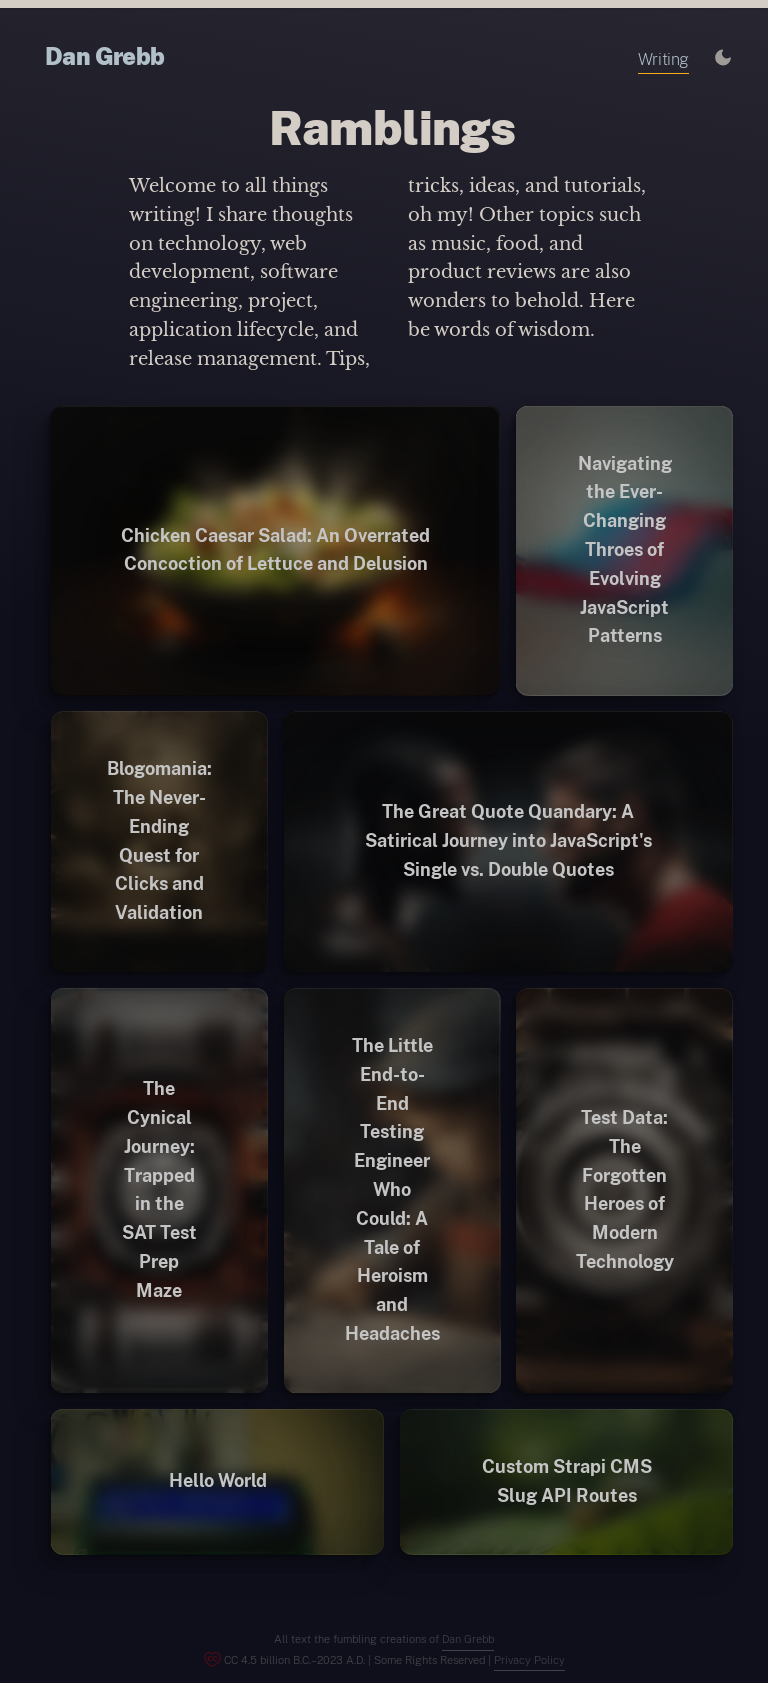 Dan Grebb
Writing
Ramblings
Welcome to all things
writing! I share thoughts
on technology, web
development, software
engineering, project,
application lifecycle, and
release management. Tips,
tricks, ideas, and tutorials,
oh my! Other topics such
as music, food, and
product reviews are also
wonders to behold. Here
be words of wisdom.
Chicken Caesar Salad: An Overrated
Concoction of Lettuce and Delusion
Navigating
the Ever-
Changing
Throes of
Evolving
JavaScript
Patterns
Blogomania:
The Never-
Ending
Quest for
Clicks and
Validation
The Great Quote Quandary: A
Satirical Journey into JavaScript's
Single vs. Double Quotes
The
Cynical
Journey:
Trapped
in the
SAT Test
Prep
Maze
The Little
End-to-
End
Testing
Engineer
Who
Could: A
Tale of
Heroism
and
Headaches
Test Data:
The
Forgotten
Heroes of
Modern
Technology
Hello World
Custom Strapi CMS
Slug API Routes
All text the fumbling creations of Dan Grebb
CC 4.5 billion B.C.–2023 A.D. | Some Rights Reserved | Privacy Policy